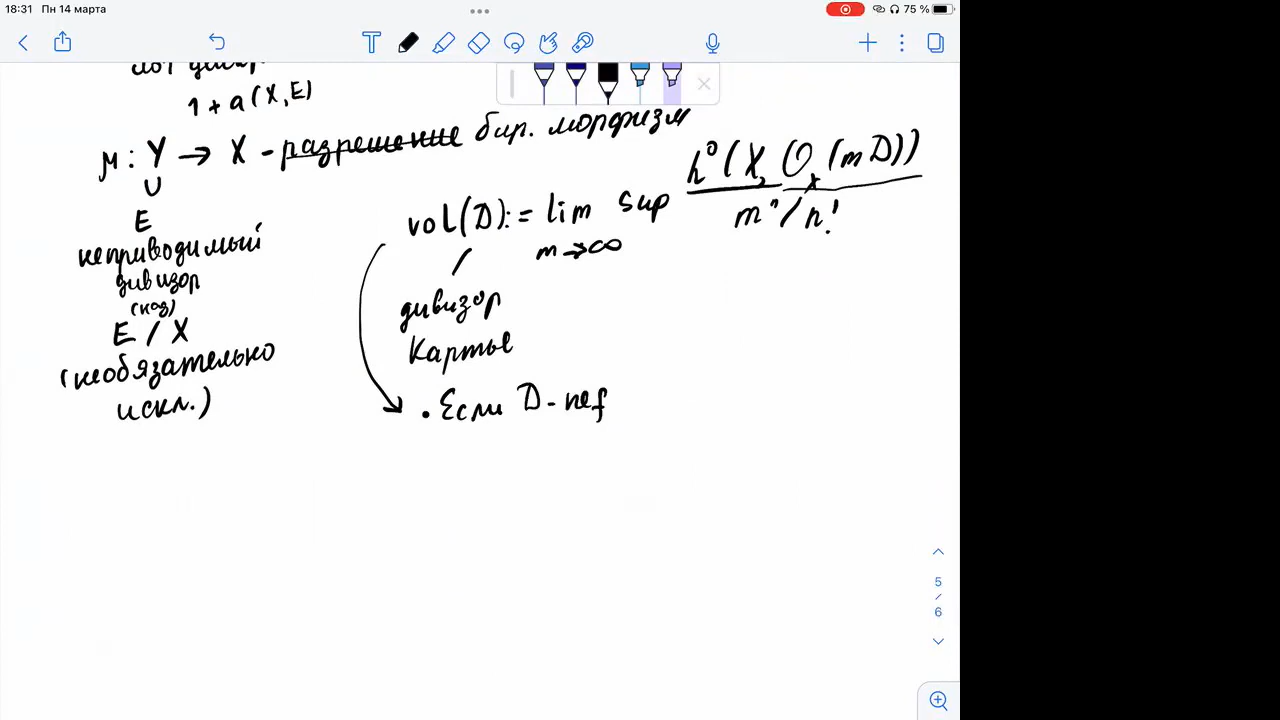 18:31 Пн 14 марта
75 %
1 + a(X, E)
μ : Y → X - разрешение бир. морфизм
∪
E
неприводимый
дивизор
(код)
E / X
(необязательно
искл.)
vol(D) := lim sup h⁰(X, O_X(mD)) / mⁿ/n!
m → ∞
дивизор
Картье
. Если D - nef
5
/
6